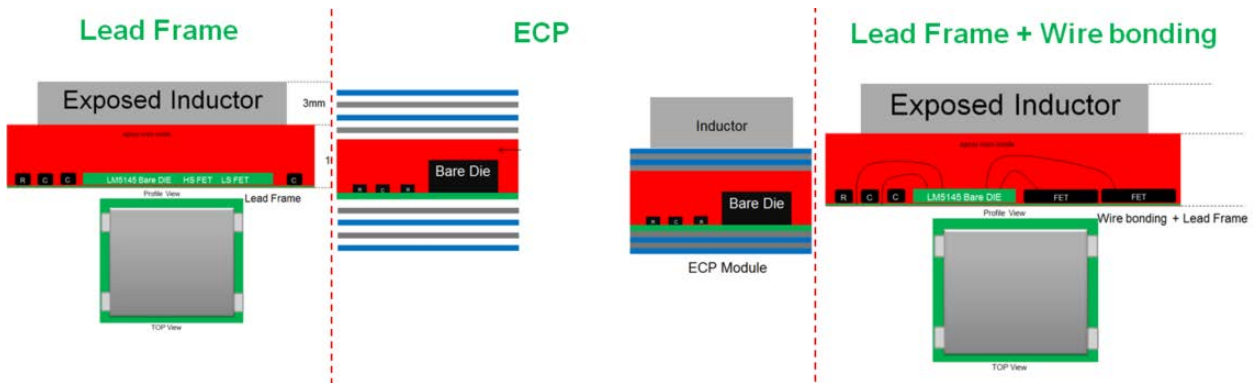 Lead Frame
Exposed Inductor
3mm
R C C LM5145 Bare DIE HS FET LS FET C
Profile View
Lead Frame
TOP View
ECP
Bare Die
R C R
Inductor
Bare Die
R C R
ECP Module
Lead Frame + Wire bonding
Exposed Inductor
R C C LM5145 Bare DIE FET FET
Profile View
Wire bonding + Lead Frame
TOP View